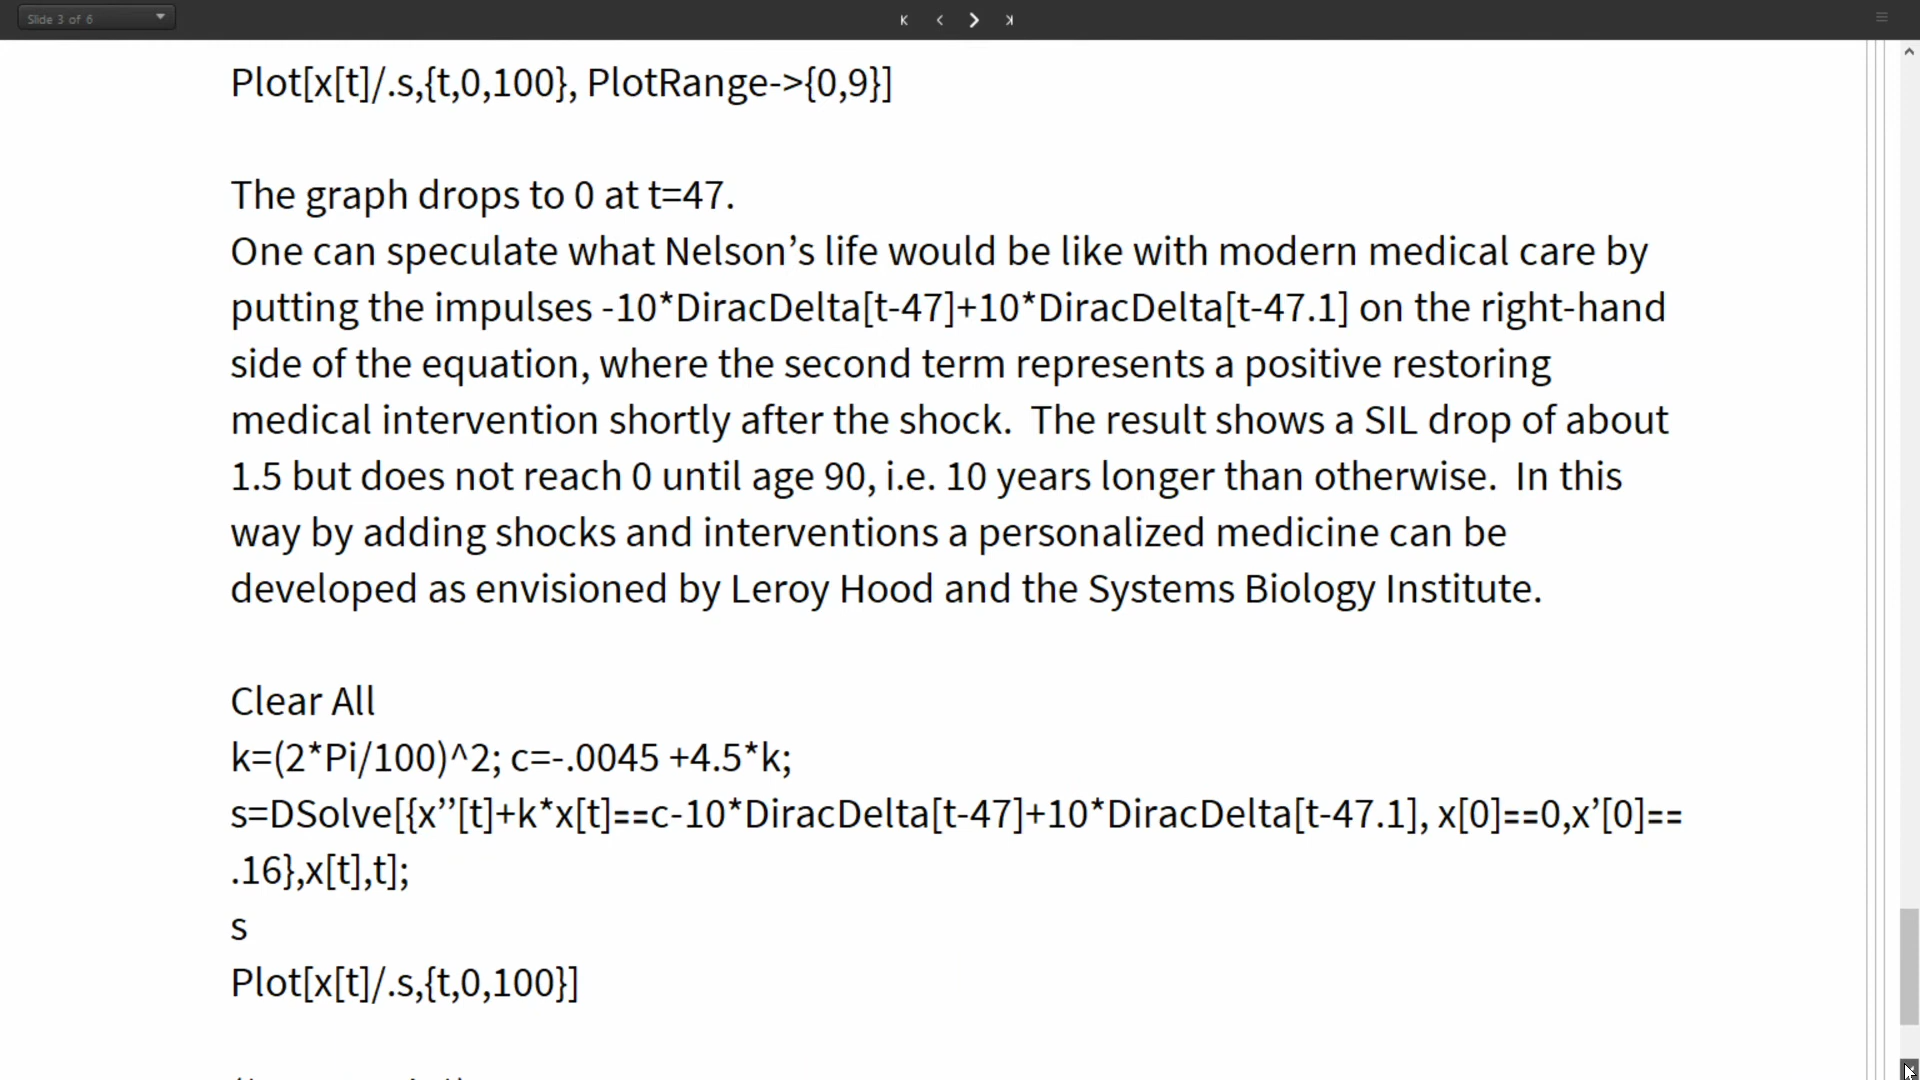 Slide 3 of 6
Plot[x[t]/.s,{t,0,100}, PlotRange->{0,9}]
The graph drops to 0 at t=47.
One can speculate what Nelson’s life would be like with modern medical care by
putting the impulses -10*DiracDelta[t-47]+10*DiracDelta[t-47.1] on the right-hand
side of the equation, where the second term represents a positive restoring
medical intervention shortly after the shock.  The result shows a SIL drop of about
1.5 but does not reach 0 until age 90, i.e. 10 years longer than otherwise.  In this
way by adding shocks and interventions a personalized medicine can be
developed as envisioned by Leroy Hood and the Systems Biology Institute.
Clear All
k=(2*Pi/100)^2; c=-.0045 +4.5*k;
s=DSolve[{x’’[t]+k*x[t]==c-10*DiracDelta[t-47]+10*DiracDelta[t-47.1], x[0]==0,x’[0]==
.16},x[t],t];
s
Plot[x[t]/.s,{t,0,100}]